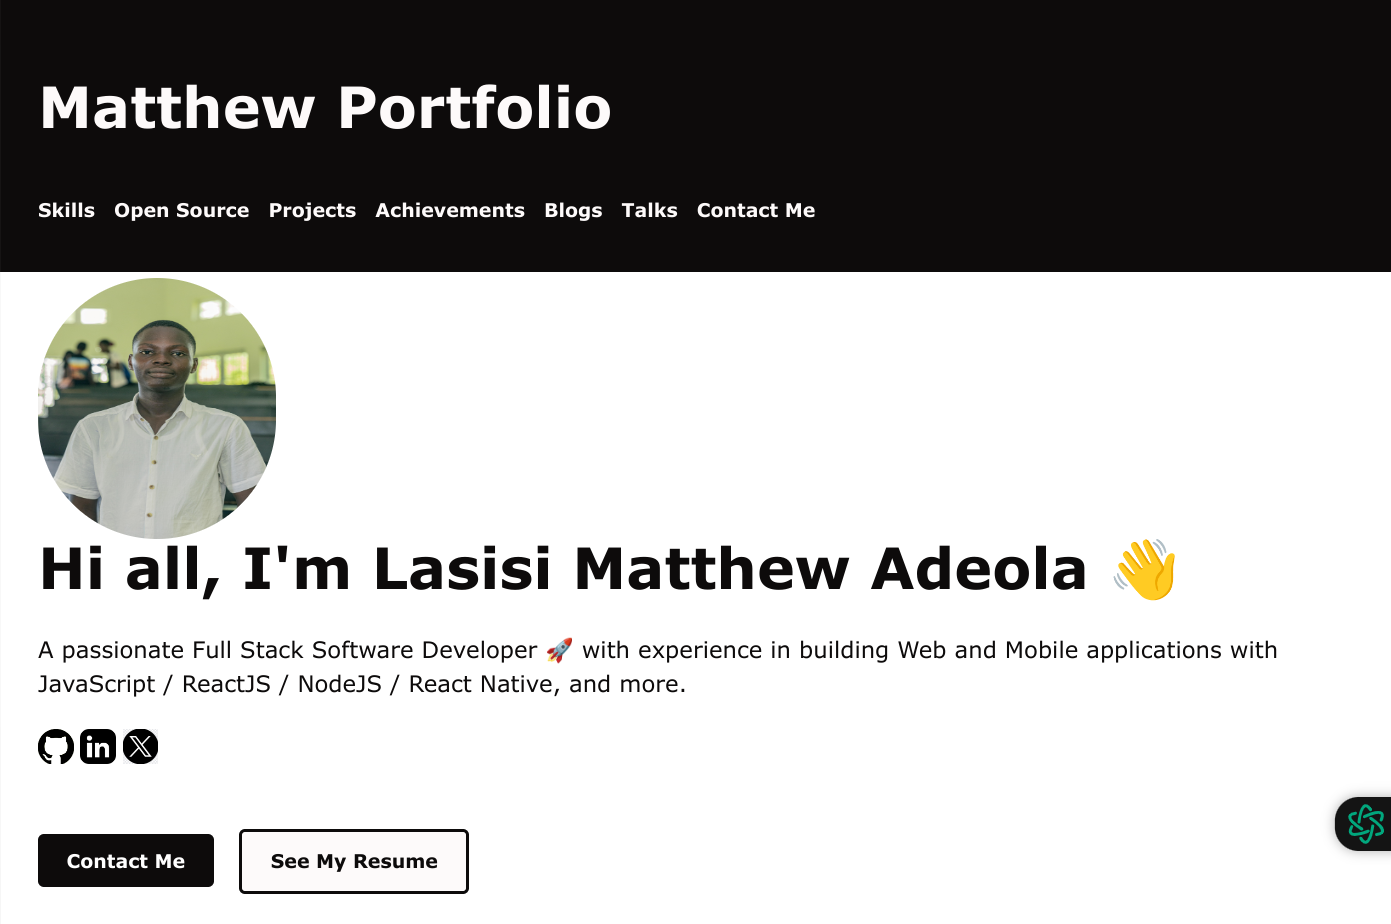 Matthew Portfolio
Skills Open Source Projects Achievements Blogs Talks Contact Me
Hi all, I'm Lasisi Matthew Adeola 👋
A passionate Full Stack Software Developer 🚀 with experience in building Web and Mobile applications with
JavaScript / ReactJS / NodeJS / React Native, and more.
in X
Contact Me See My Resume